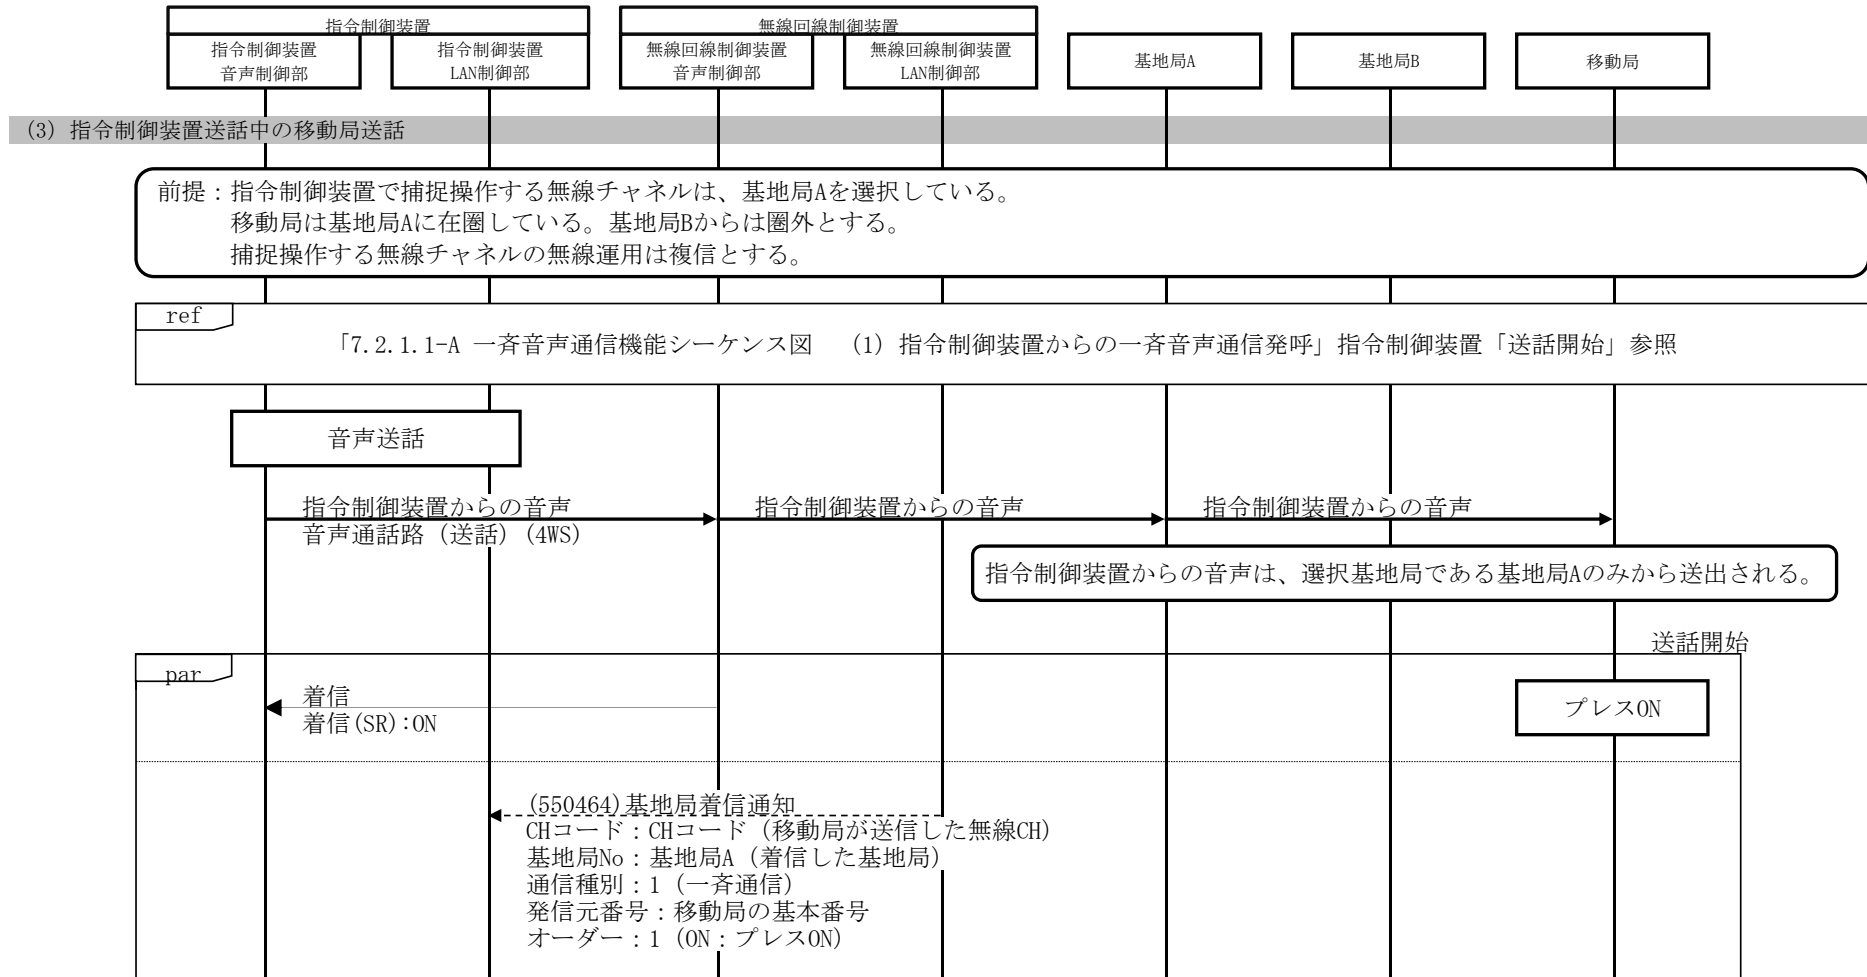 指令制御装置
無線回線制御装置
指令制御装置
音声制御部
指令制御装置
LAN制御部
無線回線制御装置
音声制御部
無線回線制御装置
LAN制御部
基地局A
基地局B
移動局
(3) 指令制御装置送話中の移動局送話
前提：指令制御装置で捕捉操作する無線チャネルは、基地局Aを選択している。
移動局は基地局Aに在圏している。基地局Bからは圏外とする。
捕捉操作する無線チャネルの無線運用は複信とする。
ref
「7.2.1.1-A 一斉音声通信機能シーケンス図　（1）指令制御装置からの一斉音声通信発呼」指令制御装置「送話開始」参照
音声送話
指令制御装置からの音声
音声通話路（送話）(4WS)
指令制御装置からの音声
指令制御装置からの音声
指令制御装置からの音声は、選択基地局である基地局Aのみから送出される。
送話開始
par
着信
着信(SR):ON
プレスON
(550464)基地局着信通知
CHコード：CHコード（移動局が送信した無線CH）
基地局No：基地局A（着信した基地局）
通信種別：1（一斉通信）
発信元番号：移動局の基本番号
オーダー：1（ON：プレスON）